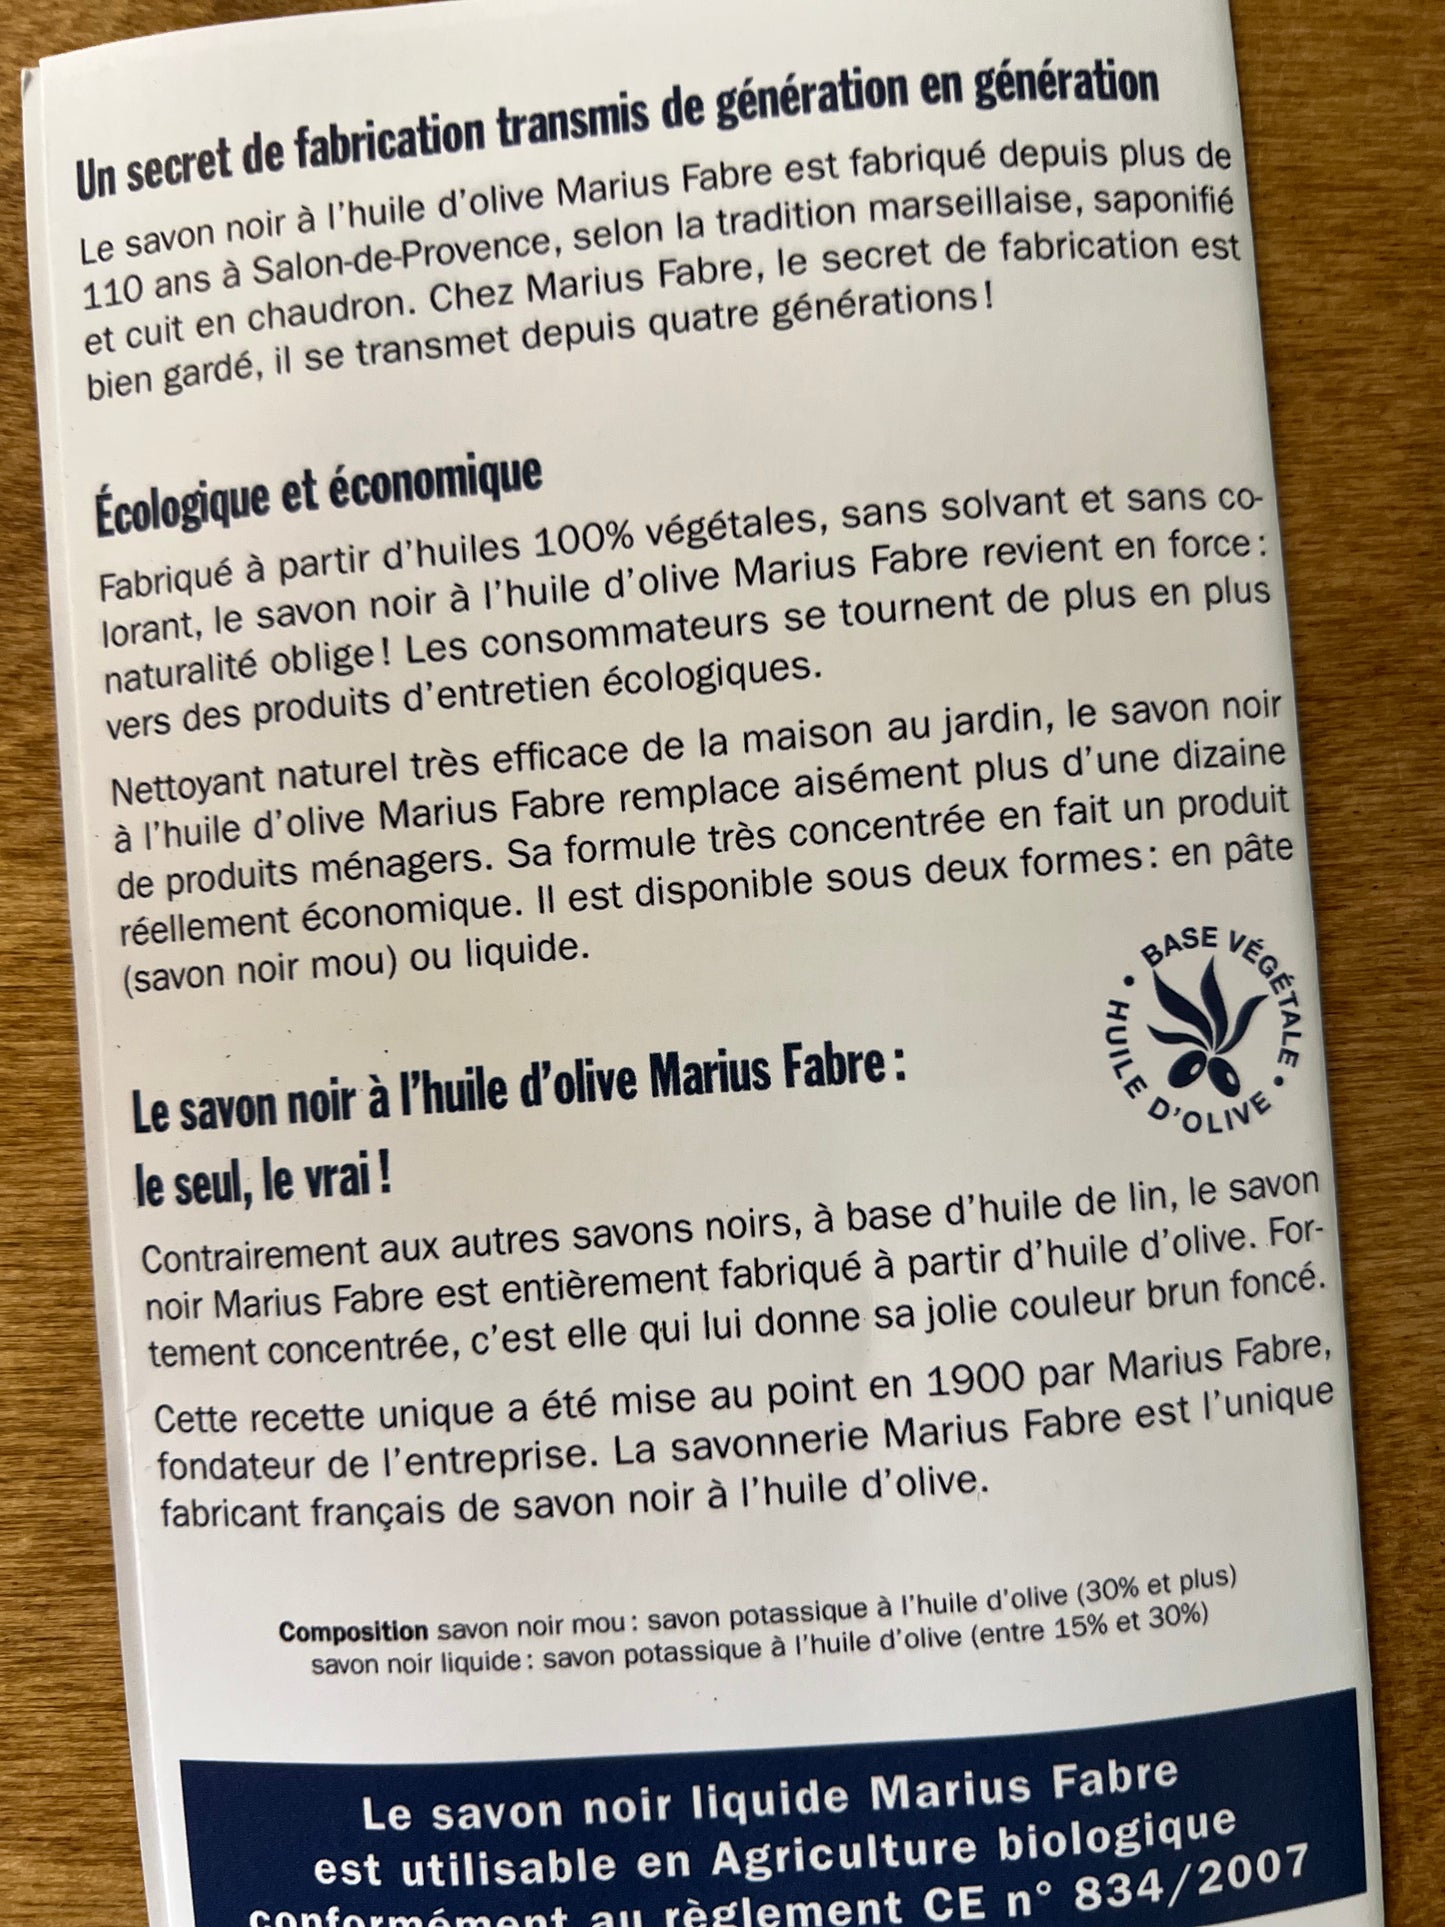 Un secret de fabrication transmis de génération en génération
Le savon noir à l'huile d'olive Marius Fabre est fabriqué depuis plus de
110 ans à Salon-de-Provence, selon la tradition marseillaise, saponifié
et cuit en chaudron. Chez Marius Fabre, le secret de fabrication est
bien gardé, il se transmet depuis quatre générations !
Écologique et économique
Fabriqué à partir d'huiles 100% végétales, sans solvant et sans co-
lorant, le savon noir à l'huile d'olive Marius Fabre revient en force :
naturalité oblige ! Les consommateurs se tournent de plus en plus
vers des produits d'entretien écologiques.
Nettoyant naturel très efficace de la maison au jardin, le savon noir
à l'huile d'olive Marius Fabre remplace aisément plus d'une dizaine
de produits ménagers. Sa formule très concentrée en fait un produit
réellement économique. Il est disponible sous deux formes : en pâte
(savon noir mou) ou liquide.
BASE VÉGÉTALE • HUILE D'OLIVE •
Le savon noir à l'huile d'olive Marius Fabre :
le seul, le vrai !
Contrairement aux autres savons noirs, à base d'huile de lin, le savon
noir Marius Fabre est entièrement fabriqué à partir d'huile d'olive. For-
tement concentrée, c'est elle qui lui donne sa jolie couleur brun foncé.
Cette recette unique a été mise au point en 1900 par Marius Fabre,
fondateur de l'entreprise. La savonnerie Marius Fabre est l'unique
fabricant français de savon noir à l'huile d'olive.
Composition savon noir mou : savon potassique à l'huile d'olive (30% et plus)
savon noir liquide : savon potassique à l'huile d'olive (entre 15% et 30%)
Le savon noir liquide Marius Fabre
est utilisable en Agriculture biologique
conformément au règlement CE n° 834/2007